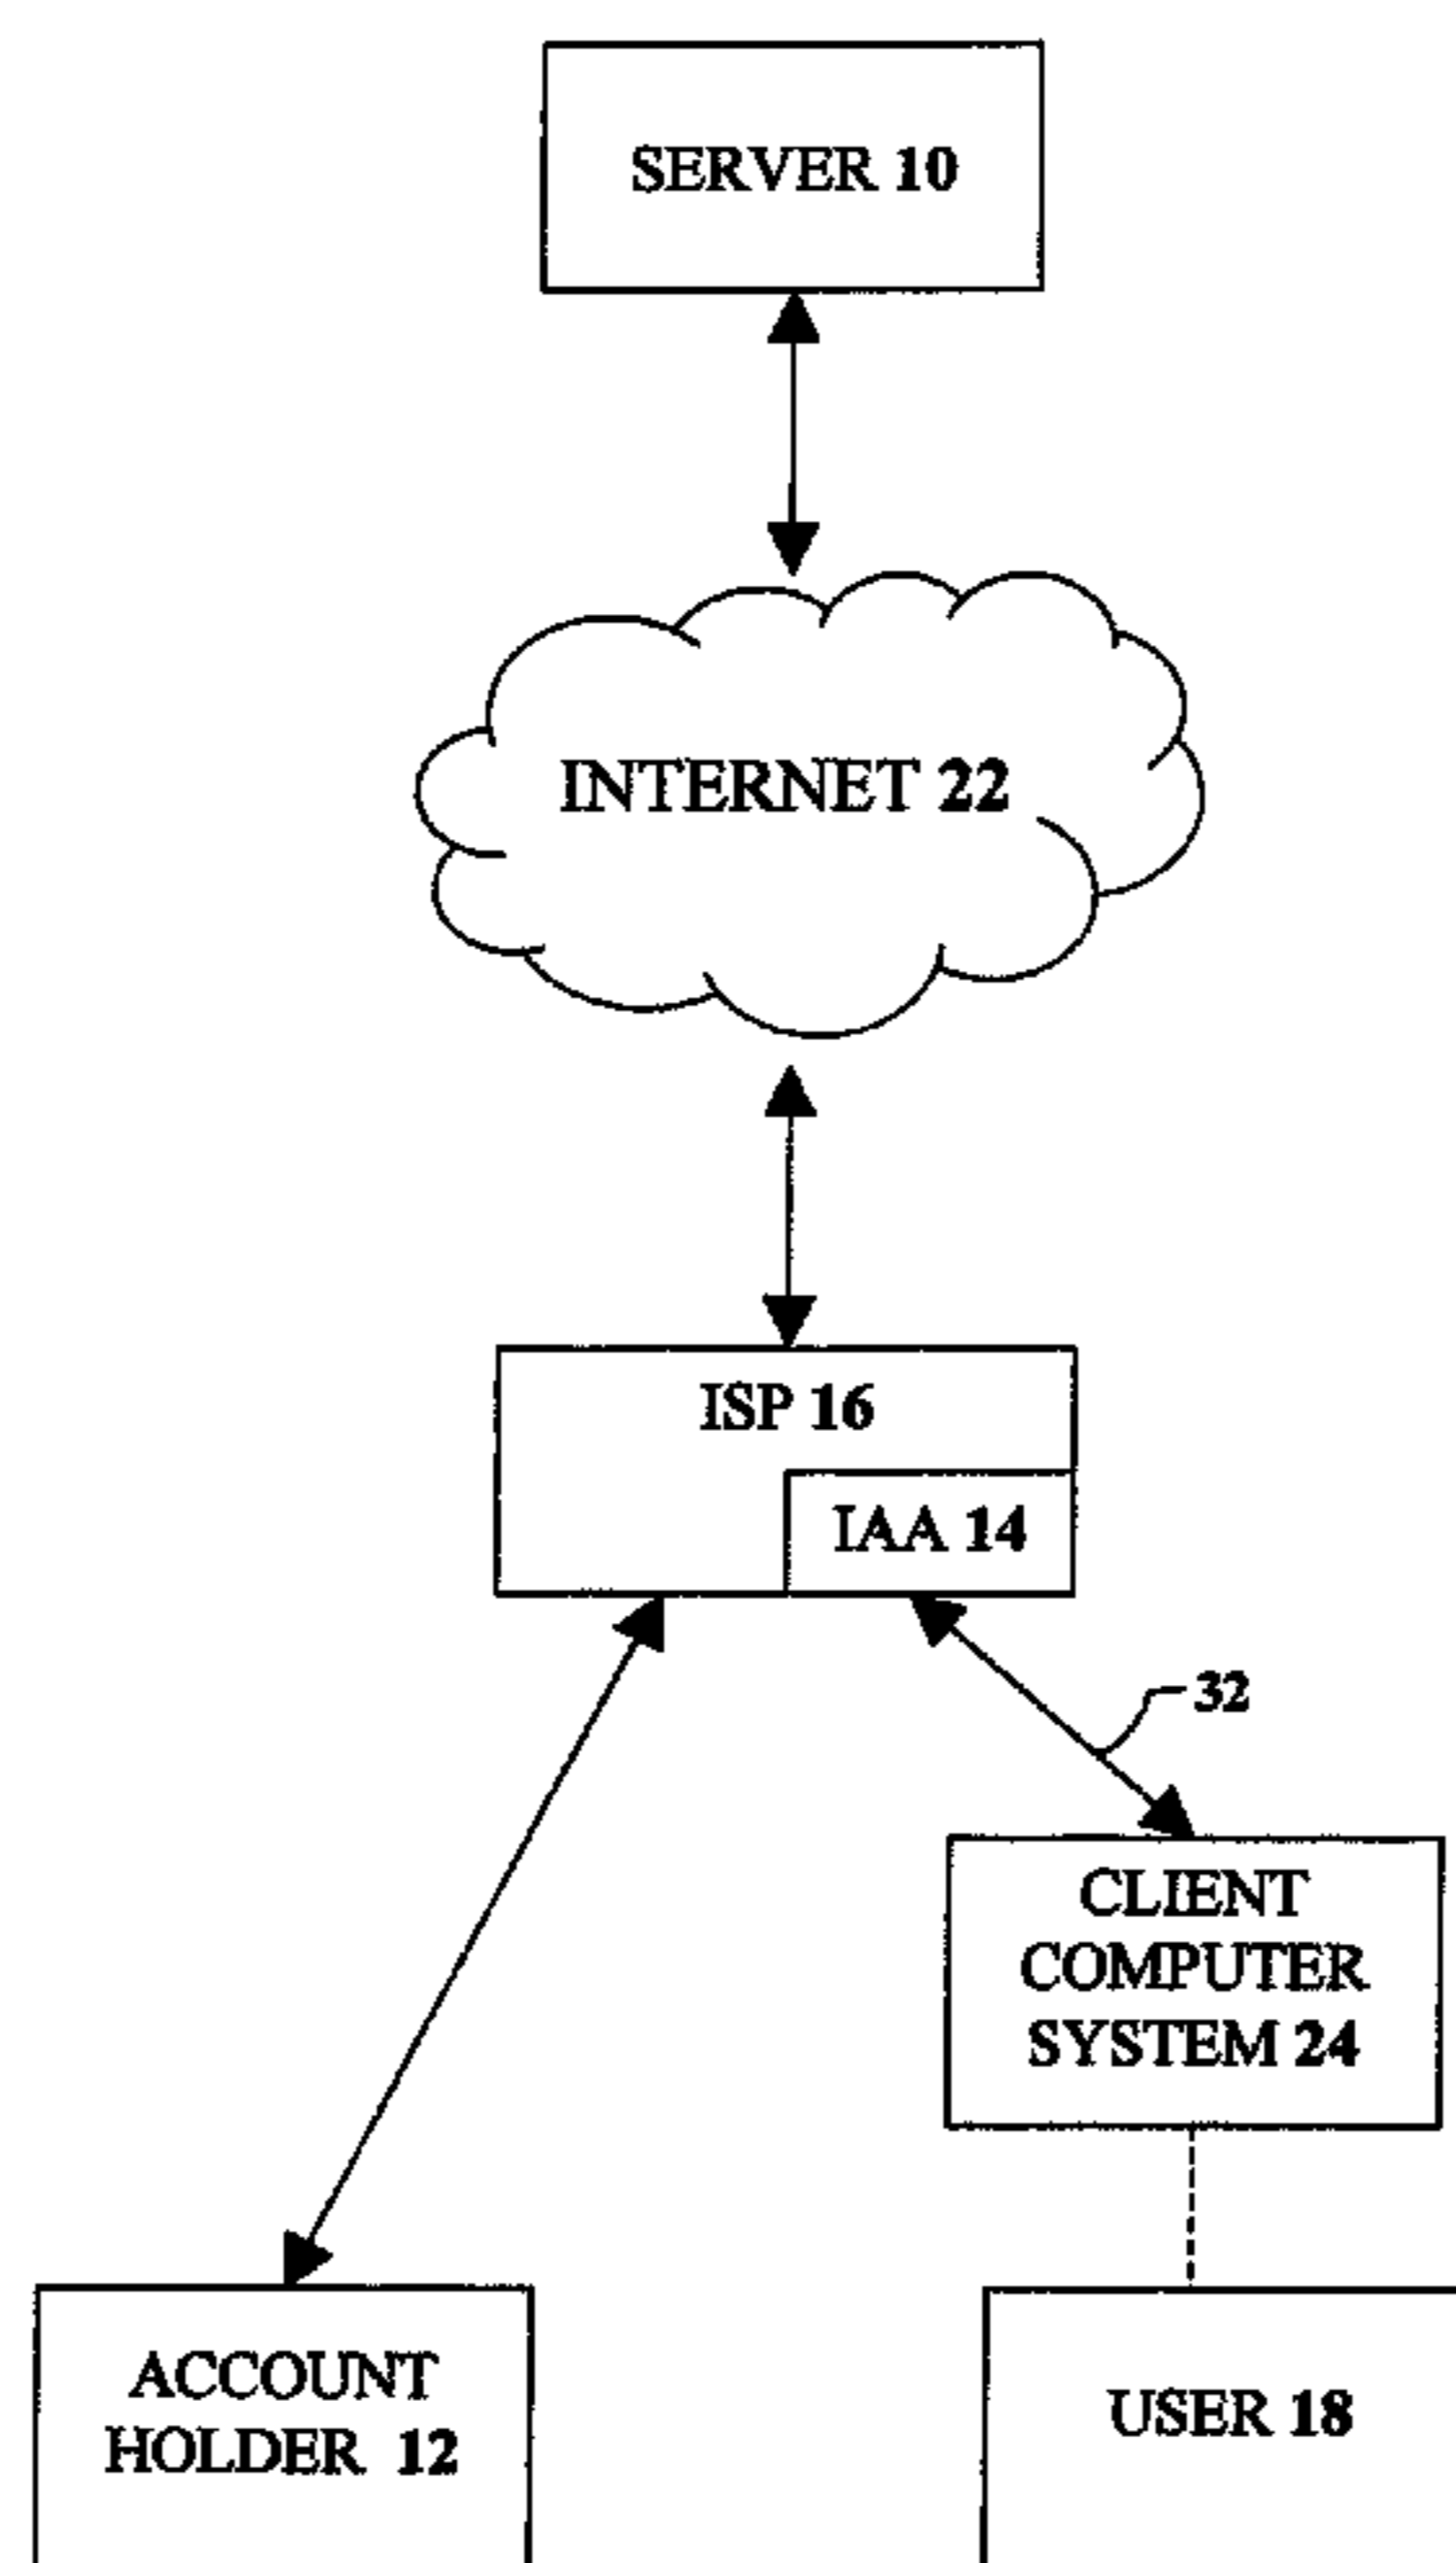 SERVER 10
INTERNET 22
ISP 16
IAA 14
32
CLIENT
COMPUTER
SYSTEM 24
ACCOUNT
HOLDER 12
USER 18